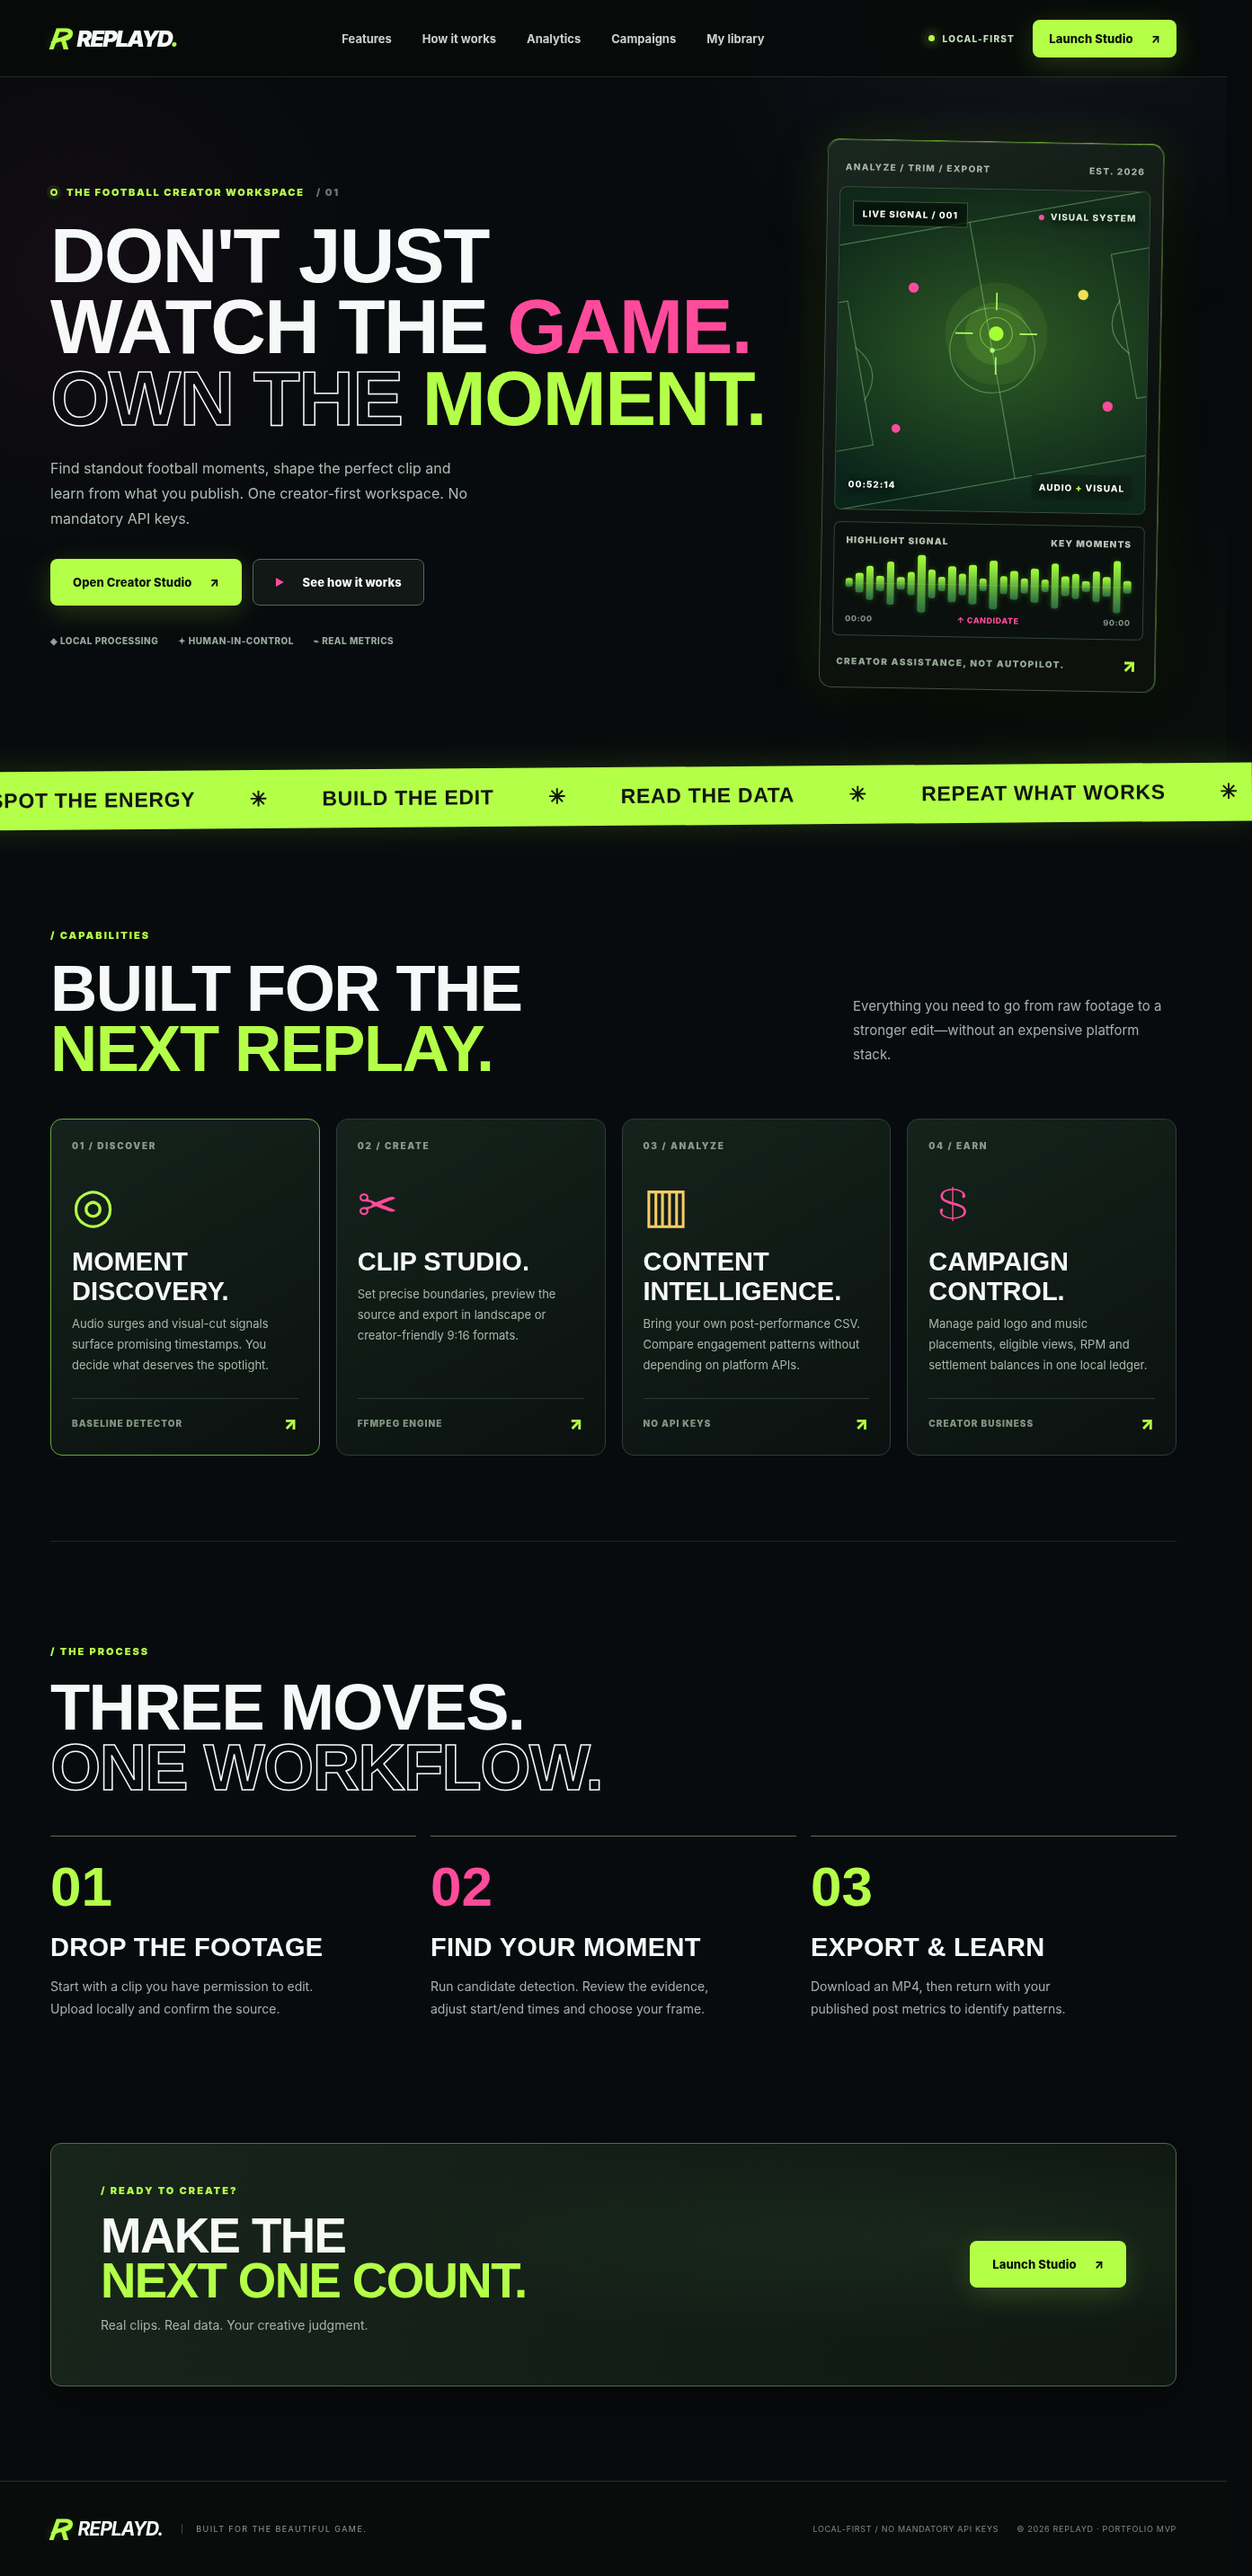 REPLAYD.
Features How it works Analytics Campaigns My library
LOCAL-FIRST
Launch Studio
THE FOOTBALL CREATOR WORKSPACE / 01
DON'T JUST
WATCH THE GAME.
OWN THE MOMENT.
Find standout football moments, shape the perfect clip and
learn from what you publish. One creator-first workspace. No
mandatory API keys.
Open Creator Studio
See how it works
LOCAL PROCESSING HUMAN-IN-CONTROL REAL METRICS
ANALYZE / TRIM / EXPORT EST. 2026
LIVE SIGNAL / 001 VISUAL SYSTEM
00:52:14 AUDIO + VISUAL
HIGHLIGHT SIGNAL KEY MOMENTS
00:00 ↑ CANDIDATE 90:00
CREATOR ASSISTANCE, NOT AUTOPILOT.
SPOT THE ENERGY BUILD THE EDIT READ THE DATA REPEAT WHAT WORKS
/ CAPABILITIES
BUILT FOR THE
NEXT REPLAY.
Everything you need to go from raw footage to a
stronger edit—without an expensive platform
stack.
01 / DISCOVER
MOMENT
DISCOVERY.
Audio surges and visual-cut signals
surface promising timestamps. You
decide what deserves the spotlight.
BASELINE DETECTOR
02 / CREATE
CLIP STUDIO.
Set precise boundaries, preview the
source and export in landscape or
creator-friendly 9:16 formats.
FFMPEG ENGINE
03 / ANALYZE
CONTENT
INTELLIGENCE.
Bring your own post-performance CSV.
Compare engagement patterns without
depending on platform APIs.
NO API KEYS
04 / EARN
$
CAMPAIGN
CONTROL.
Manage paid logo and music
placements, eligible views, RPM and
settlement balances in one local ledger.
CREATOR BUSINESS
/ THE PROCESS
THREE MOVES.
ONE WORKFLOW.
01
DROP THE FOOTAGE
Start with a clip you have permission to edit.
Upload locally and confirm the source.
02
FIND YOUR MOMENT
Run candidate detection. Review the evidence,
adjust start/end times and choose your frame.
03
EXPORT & LEARN
Download an MP4, then return with your
published post metrics to identify patterns.
/ READY TO CREATE?
MAKE THE
NEXT ONE COUNT.
Real clips. Real data. Your creative judgment.
Launch Studio
REPLAYD.
BUILT FOR THE BEAUTIFUL GAME.
LOCAL-FIRST / NO MANDATORY API KEYS © 2026 REPLAYD · PORTFOLIO MVP